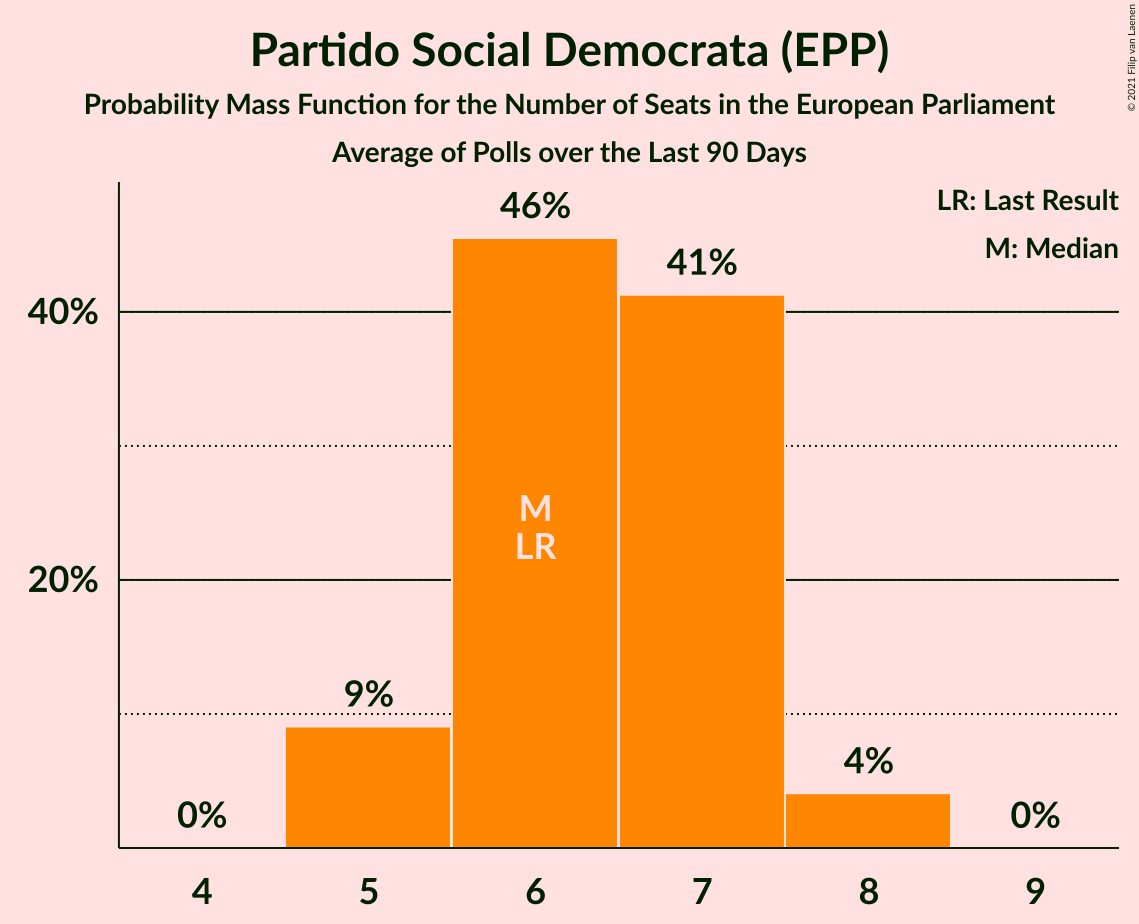 Partido Social Democrata (EPP)
Probability Mass Function for the Number of Seats in the European Parliament
Average of Polls over the Last 90 Days
© 2021 Filip van Laenen
LR: Last Result
M: Median
46%
41%
40%
M
LR
20%
9%
4%
0%
0%
4 5 6 7 8 9